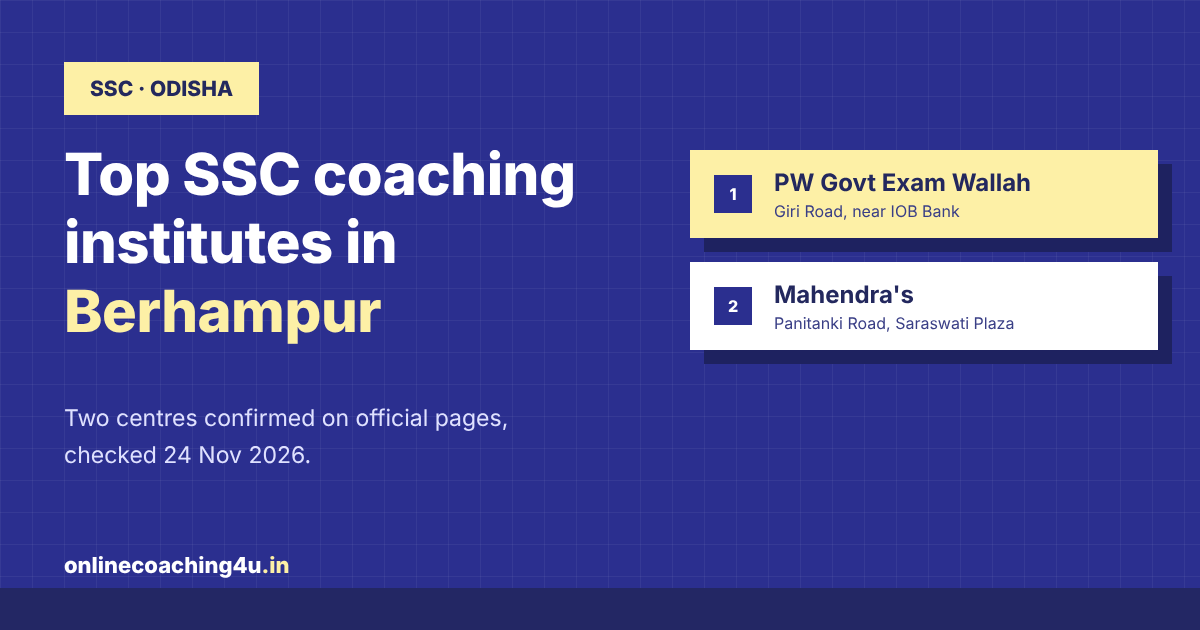 SSC · ODISHA
Top SSC coaching
institutes in
Berhampur
Two centres confirmed on official pages,
checked 24 Nov 2026.
onlinecoaching4u.in
1
PW Govt Exam Wallah
Giri Road, near IOB Bank
2
Mahendra's
Panitanki Road, Saraswati Plaza